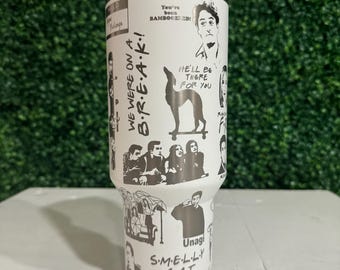 You've
been
BAMBOOZLED!
WE WERE ON A
B·R·E·A·K!
HE'LL BE
THERE
FOR YOU
Unagi
S·M·E·L·L·Y
C·A·T